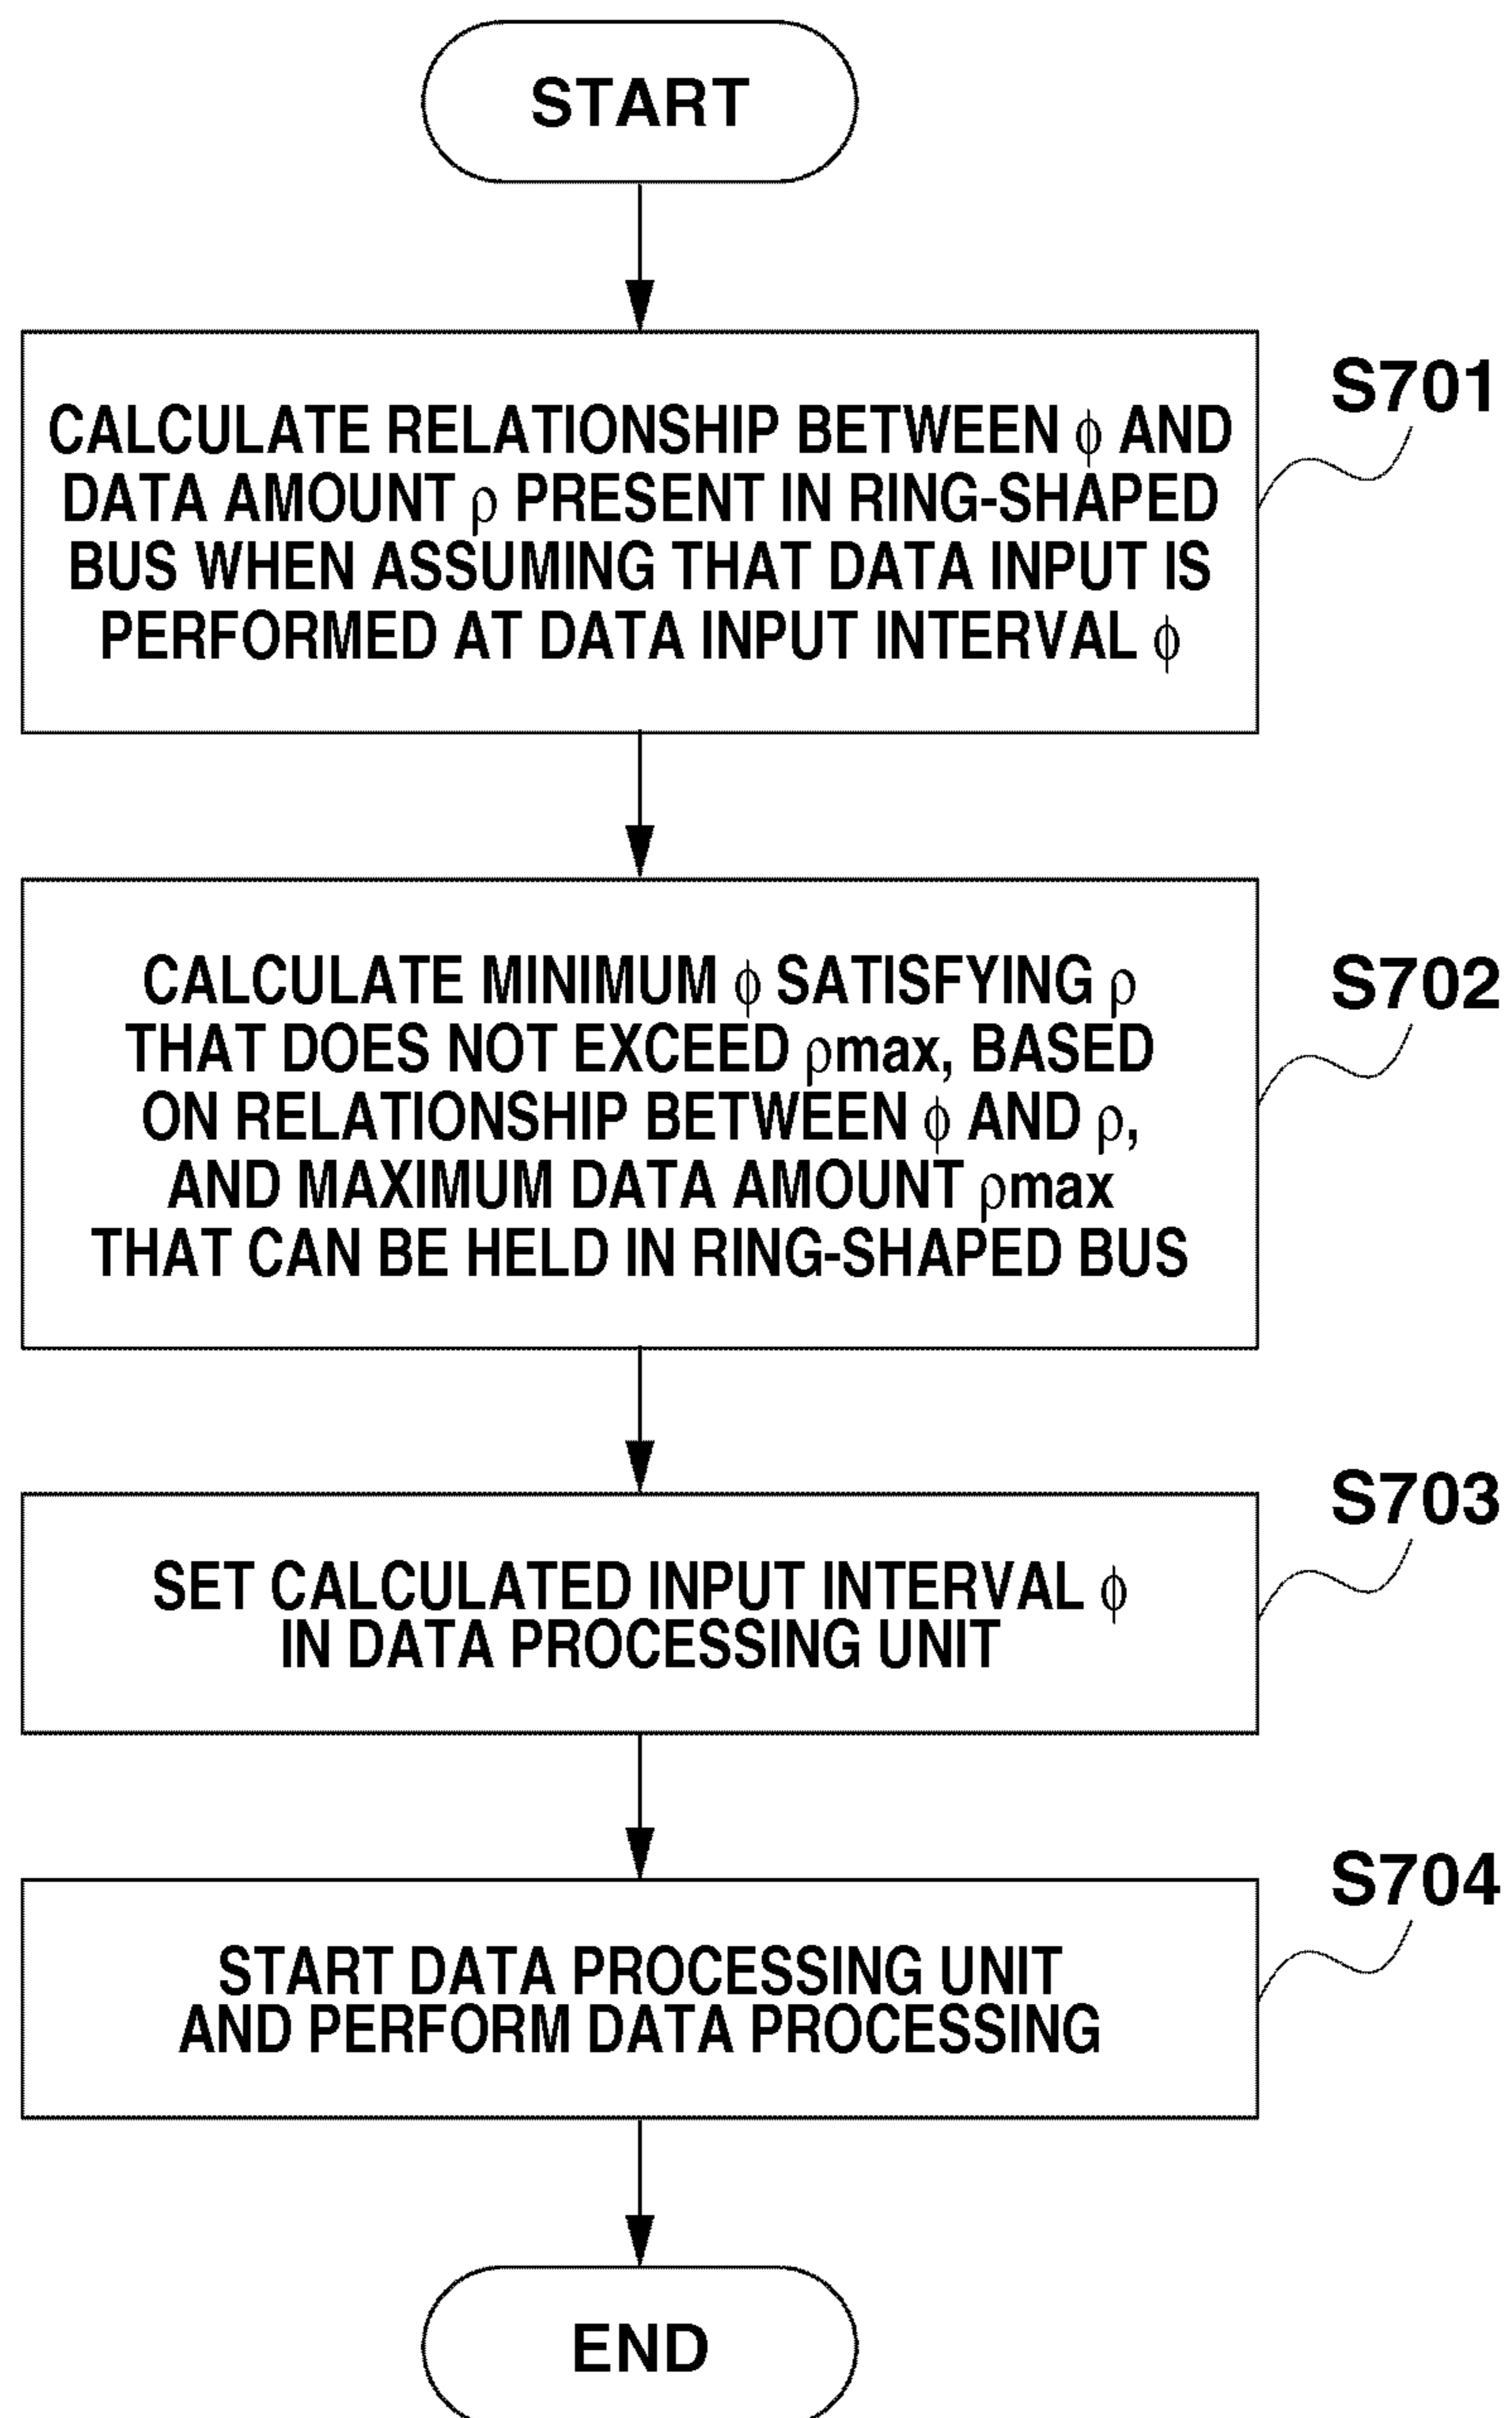 START
S701
CALCULATE RELATIONSHIP BETWEEN ϕ AND
DATA AMOUNT ρ PRESENT IN RING-SHAPED
BUS WHEN ASSUMING THAT DATA INPUT IS
PERFORMED AT DATA INPUT INTERVAL ϕ
S702
CALCULATE MINIMUM ϕ SATISFYING ρ
THAT DOES NOT EXCEED ρmax, BASED
ON RELATIONSHIP BETWEEN ϕ AND ρ,
AND MAXIMUM DATA AMOUNT ρmax
THAT CAN BE HELD IN RING-SHAPED BUS
S703
SET CALCULATED INPUT INTERVAL ϕ
IN DATA PROCESSING UNIT
S704
START DATA PROCESSING UNIT
AND PERFORM DATA PROCESSING
END